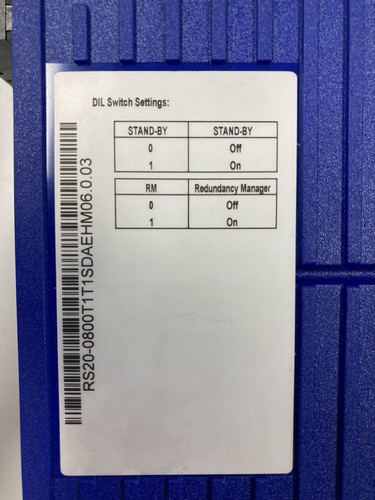 DIL Switch Settings:
STAND-BY STAND-BY
0 Off
1 On
RM Redundancy Manager
0 Off
1 On
RS20-0800T1T1SDAEHM06.0.03